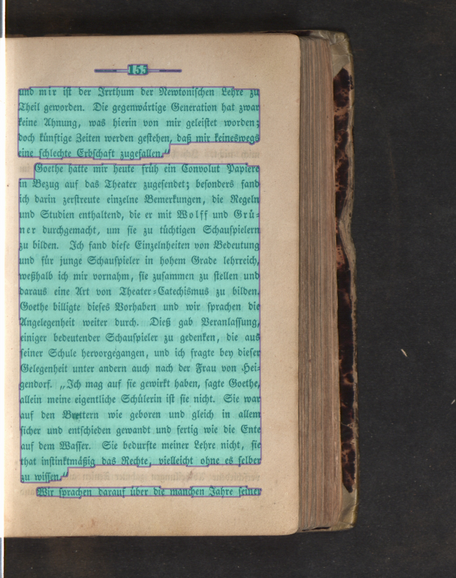 153
und mir ist der Irrthum der Newtonischen Lehre zu
Theil geworden. Die gegenwärtige Generation hat zwar
keine Ahnung, was hierin von mir geleistet worden;
doch künftige Zeiten werden gestehen, daß mir keineswegs
eine schlechte Erbschaft zugefallen."
Goethe hatte mir heute früh ein Convolut Papiere
in Bezug auf das Theater zugesendet; besonders fand
ich darin zerstreute einzelne Bemerkungen, die Regeln
und Studien enthaltend, die er mit Wolff und Grü-
ner durchgemacht, um sie zu tüchtigen Schauspielern
zu bilden. Ich fand diese Einzelnheiten von Bedeutung
und für junge Schauspieler in hohem Grade lehrreich,
weßhalb ich mir vornahm, sie zusammen zu stellen und
daraus eine Art von Theater-Catechismus zu bilden.
Goethe billigte dieses Vorhaben und wir sprachen die
Angelegenheit weiter durch. Dieß gab Veranlassung,
einiger bedeutender Schauspieler zu gedenken, die aus
seiner Schule hervorgegangen, und ich fragte bey dieser
Gelegenheit unter andern auch nach der Frau von Hei-
gendorf. „Ich mag auf sie gewirkt haben, sagte Goethe,
allein meine eigentliche Schülerin ist sie nicht. Sie war
auf den Brettern wie geboren und gleich in allem
sicher und entschieden gewandt und fertig wie die Ente
auf dem Wasser. Sie bedurfte meiner Lehre nicht, sie
that instinktmäßig das Rechte, vielleicht ohne es selber
zu wissen."
Wir sprachen darauf über die manchen Jahre seiner